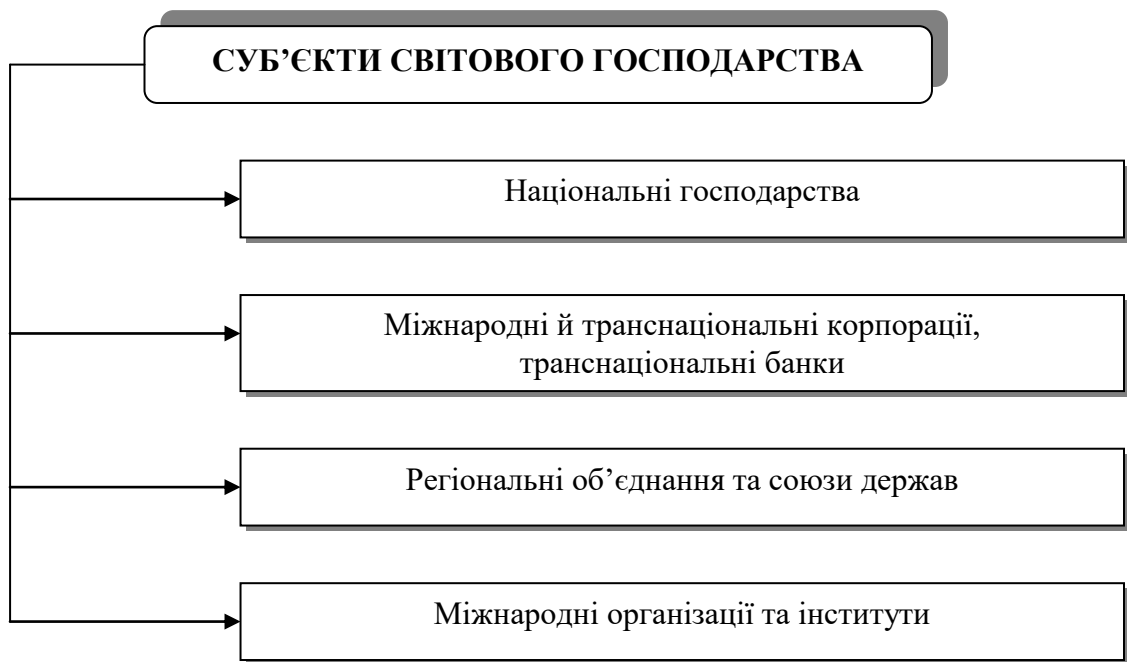 СУБ’ЄКТИ СВІТОВОГО ГОСПОДАРСТВА
Національні господарства
Міжнародні й транснаціональні корпорації,
транснаціональні банки
Регіональні об’єднання та союзи держав
Міжнародні організації та інститути